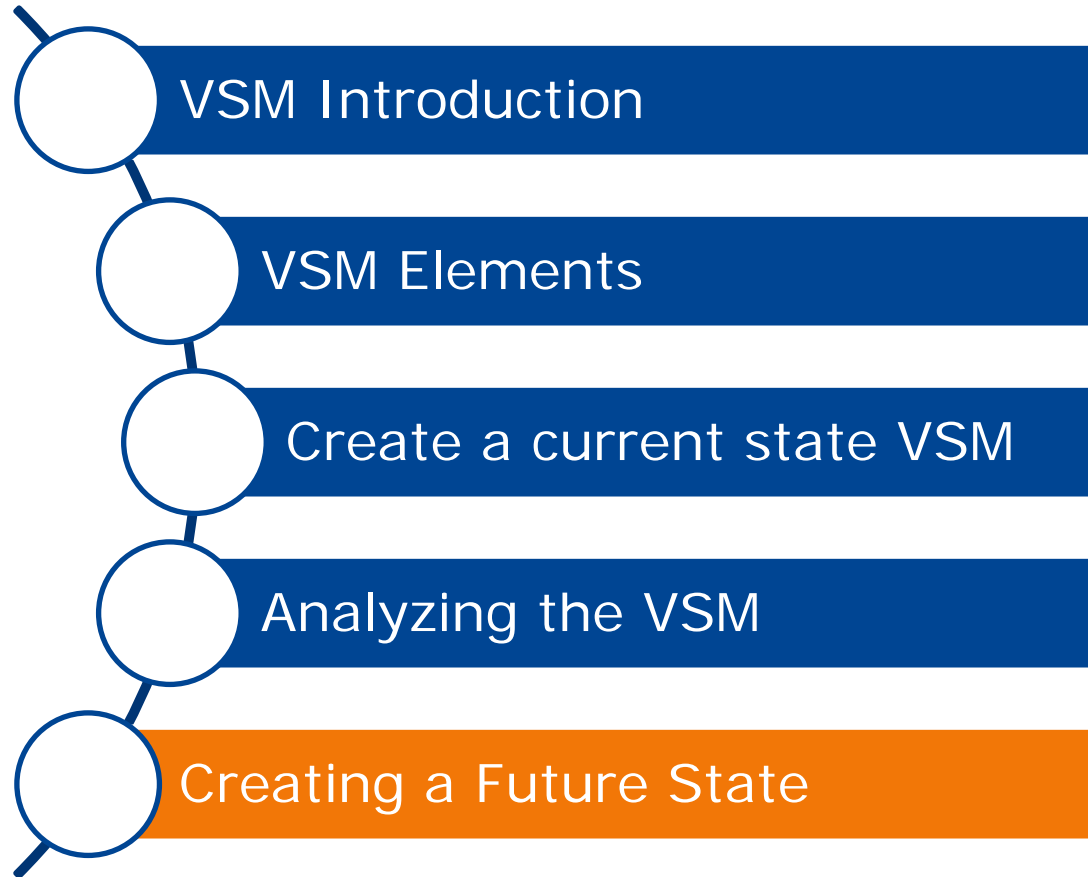 VSM Introduction
VSM Elements
Create a current state VSM
Analyzing the VSM
Creating a Future State